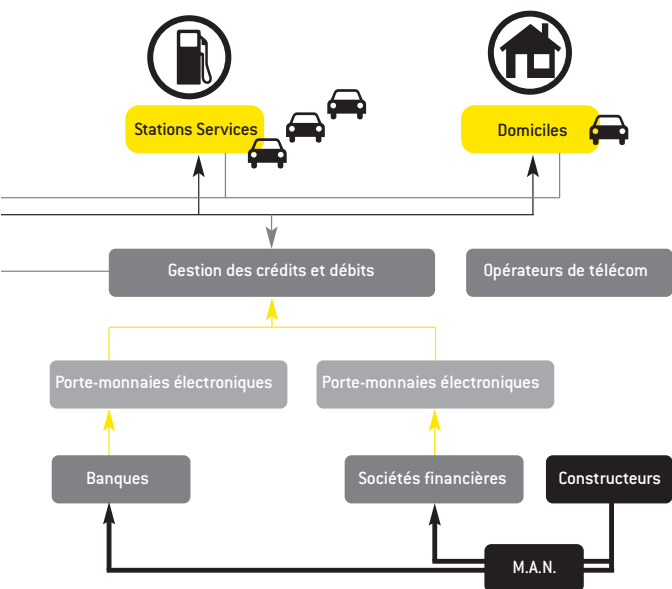 Stations Services
Domiciles
Gestion des crédits et débits
Opérateurs de télécom
Porte-monnaies électroniques
Porte-monnaies électroniques
Banques
Sociétés financières
Constructeurs
M.A.N.